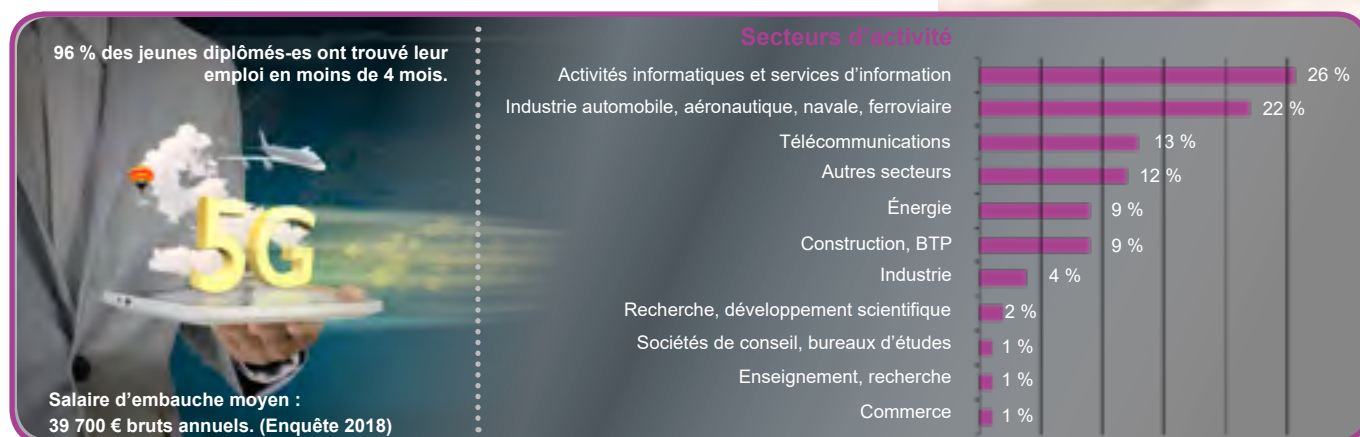 96 % des jeunes diplômés-es ont trouvé leur
emploi en moins de 4 mois.
5G
Salaire d’embauche moyen :
39 700 € bruts annuels. (Enquête 2018)
Secteurs d’activité
Activités informatiques et services d’information 26 %
Industrie automobile, aéronautique, navale, ferroviaire 22 %
Télécommunications 13 %
Autres secteurs 12 %
Énergie 9 %
Construction, BTP 9 %
Industrie 4 %
Recherche, développement scientifique 2 %
Sociétés de conseil, bureaux d’études 1 %
Enseignement, recherche 1 %
Commerce 1 %